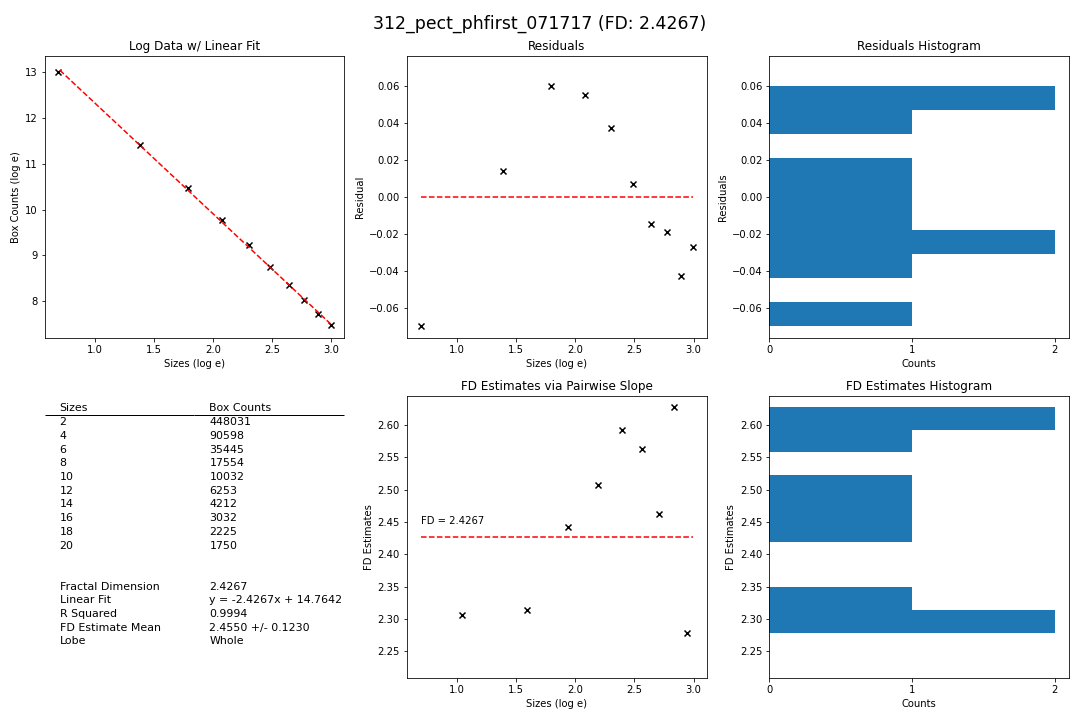 312_pect_phfirst_071717 (FD: 2.4267)
Log Data w/ Linear Fit
Box Counts (log e)
13
12
11
10
9
8
1.0 1.5 2.0 2.5 3.0
Sizes (log e)
Residuals
Residual
0.06
0.04
0.02
0.00
−0.02
−0.04
−0.06
1.0 1.5 2.0 2.5 3.0
Sizes (log e)
Residuals Histogram
Residuals
0.06
0.04
0.02
0.00
−0.02
−0.04
−0.06
0 1 2
Counts
Sizes Box Counts
2 448031
4 90598
6 35445
8 17554
10 10032
12 6253
14 4212
16 3032
18 2225
20 1750
Fractal Dimension 2.4267
Linear Fit y = -2.4267x + 14.7642
R Squared 0.9994
FD Estimate Mean 2.4550 +/- 0.1230
Lobe Whole
FD Estimates via Pairwise Slope
FD Estimates
2.60
2.55
2.50
2.45
2.40
2.35
2.30
2.25
FD = 2.4267
1.0 1.5 2.0 2.5 3.0
Sizes (log e)
FD Estimates Histogram
FD Estimates
2.60
2.55
2.50
2.45
2.40
2.35
2.30
2.25
0 1 2
Counts